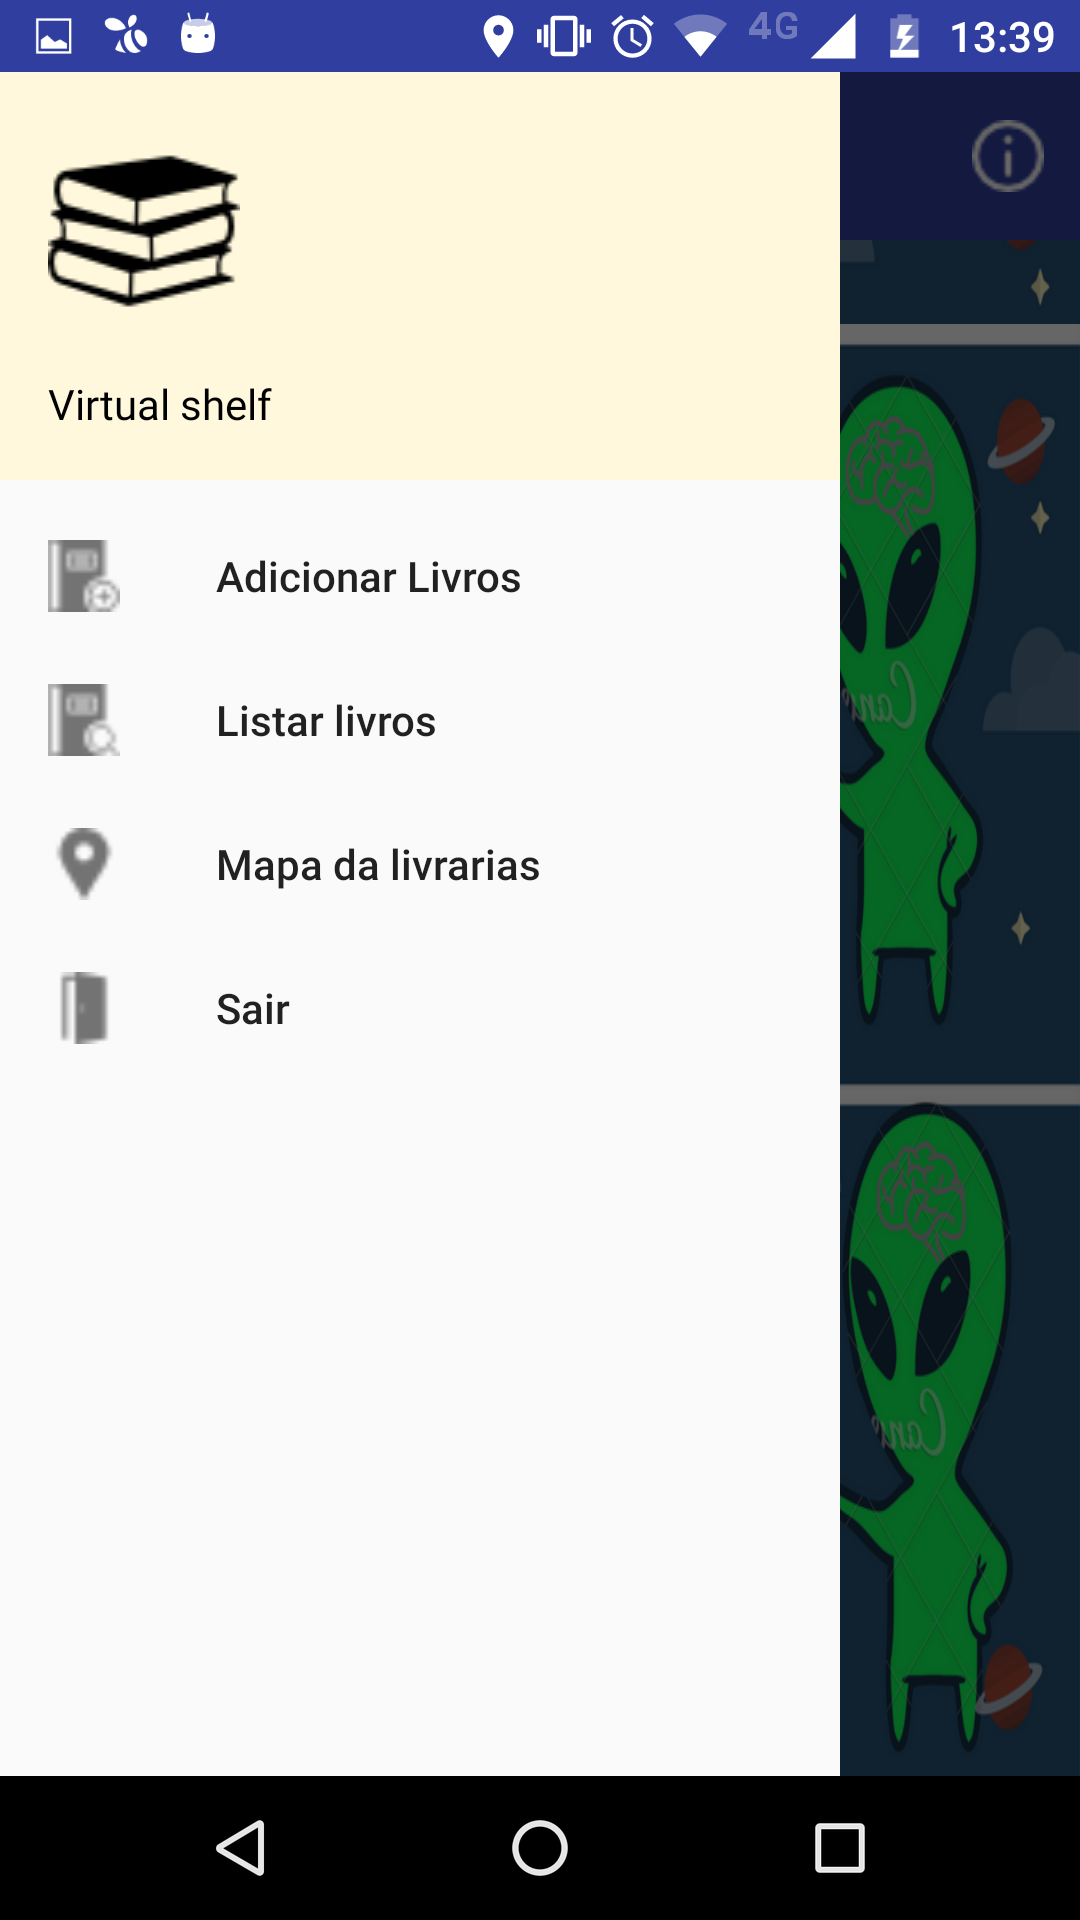 4G 13:39
Virtual shelf
Adicionar Livros
Listar livros
Mapa da livrarias
Sair